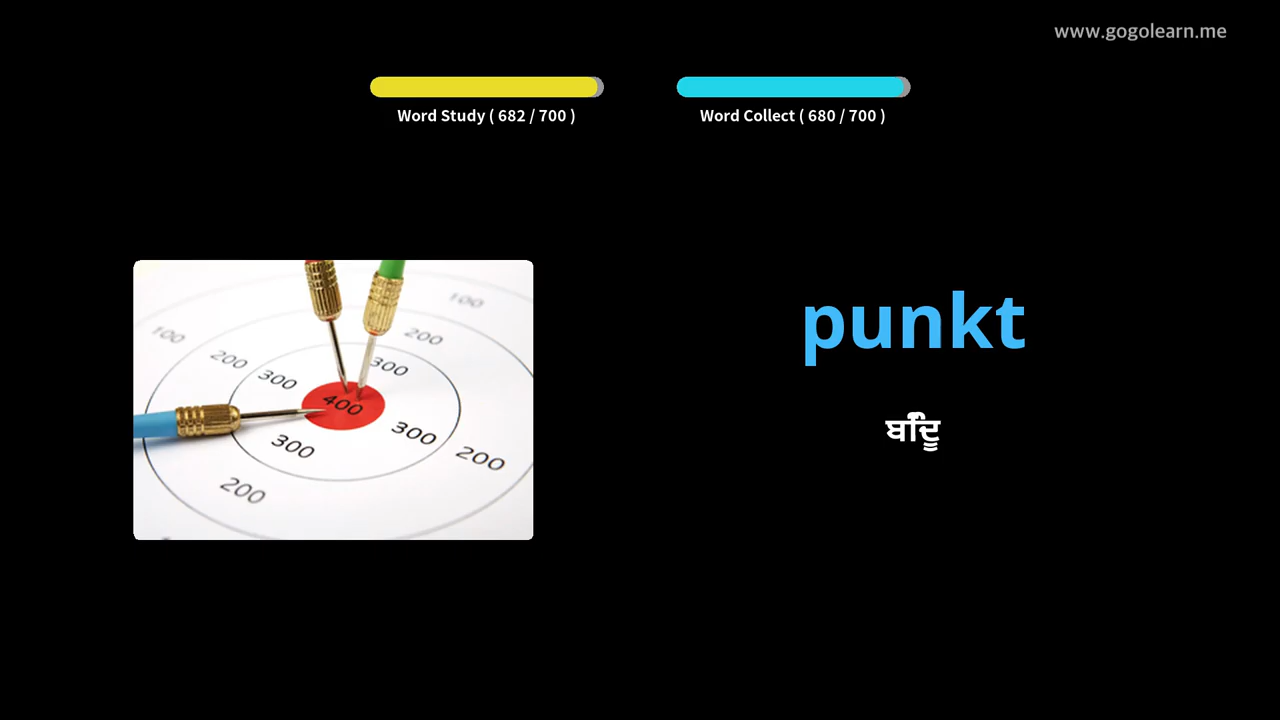 www.gogolearn.me
Word Study ( 682 / 700 )
Word Collect ( 680 / 700 )
100
100
200
200
300
300
400
300
300
200
200
punkt
ਬਿੰਦੂ